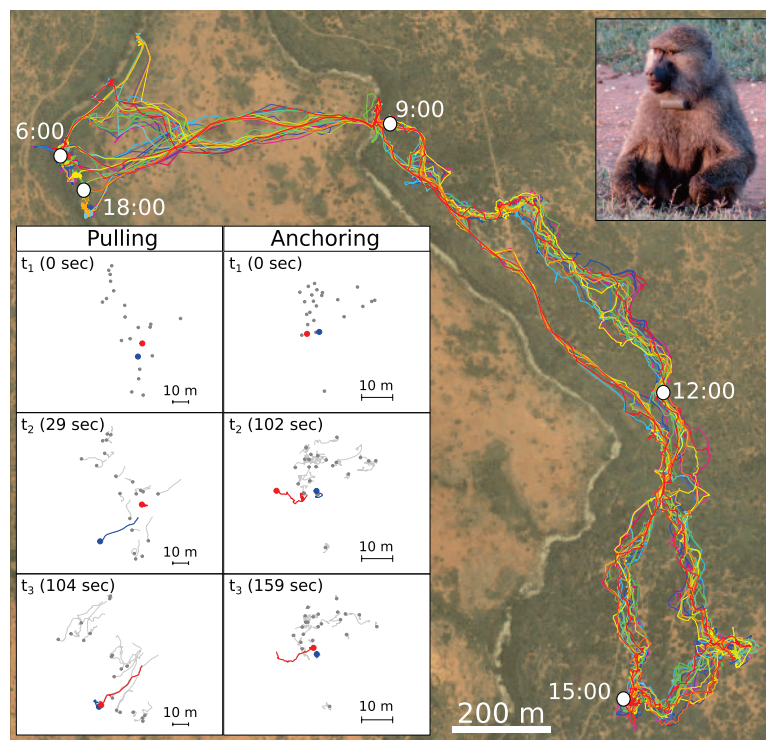 9:00
6:00
18:00
Pulling Anchoring
t₁ (0 sec) t₁ (0 sec)
10 m 10 m
12:00
t₂ (29 sec) t₂ (102 sec)
10 m 10 m
t₃ (104 sec) t₃ (159 sec)
15:00
10 m 10 m
200 m